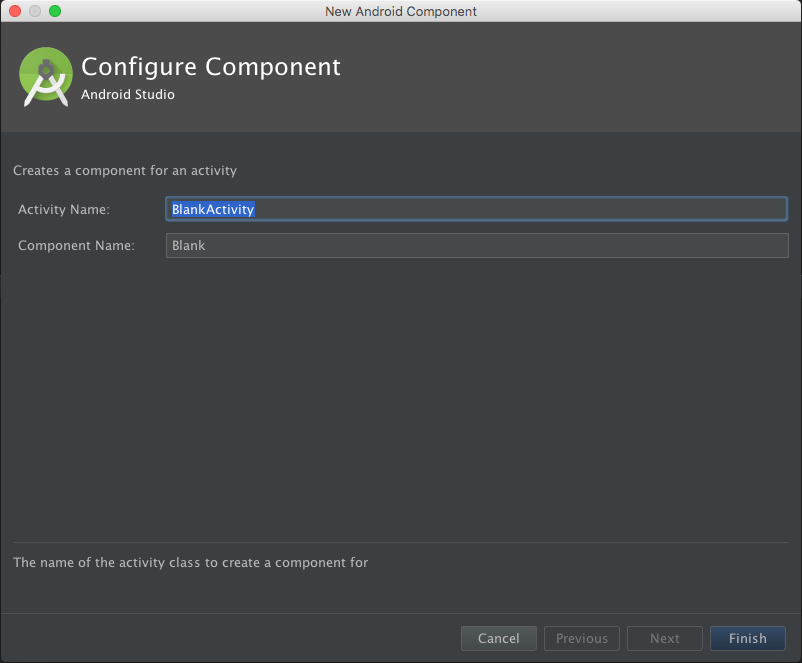 New Android Component
Configure Component
Android Studio
Creates a component for an activity
Activity Name: BlankActivity
Component Name: Blank
The name of the activity class to create a component for
Cancel Previous Next Finish